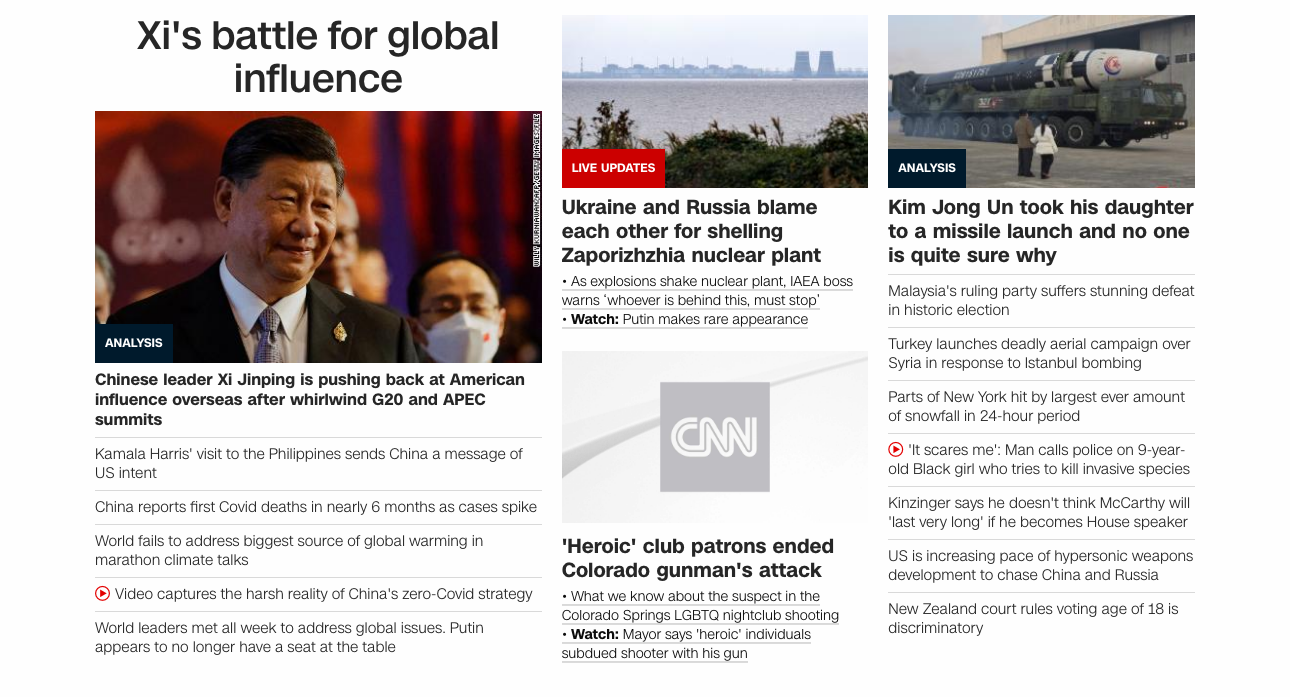 Xi's battle for global
influence
WILLY KURNIAWAN/AFP/GETTY IMAGES/FILE
ANALYSIS
Chinese leader Xi Jinping is pushing back at American
influence overseas after whirlwind G20 and APEC
summits
Kamala Harris' visit to the Philippines sends China a message of
US intent
China reports first Covid deaths in nearly 6 months as cases spike
World fails to address biggest source of global warming in
marathon climate talks
Video captures the harsh reality of China's zero-Covid strategy
World leaders met all week to address global issues. Putin
appears to no longer have a seat at the table
LIVE UPDATES
Ukraine and Russia blame
each other for shelling
Zaporizhzhia nuclear plant
• As explosions shake nuclear plant, IAEA boss
warns 'whoever is behind this, must stop'
• Watch: Putin makes rare appearance
CNN
'Heroic' club patrons ended
Colorado gunman's attack
• What we know about the suspect in the
Colorado Springs LGBTQ nightclub shooting
• Watch: Mayor says 'heroic' individuals
subdued shooter with his gun
ANALYSIS
Kim Jong Un took his daughter
to a missile launch and no one
is quite sure why
Malaysia's ruling party suffers stunning defeat
in historic election
Turkey launches deadly aerial campaign over
Syria in response to Istanbul bombing
Parts of New York hit by largest ever amount
of snowfall in 24-hour period
'It scares me': Man calls police on 9-year-
old Black girl who tries to kill invasive species
Kinzinger says he doesn't think McCarthy will
'last very long' if he becomes House speaker
US is increasing pace of hypersonic weapons
development to chase China and Russia
New Zealand court rules voting age of 18 is
discriminatory